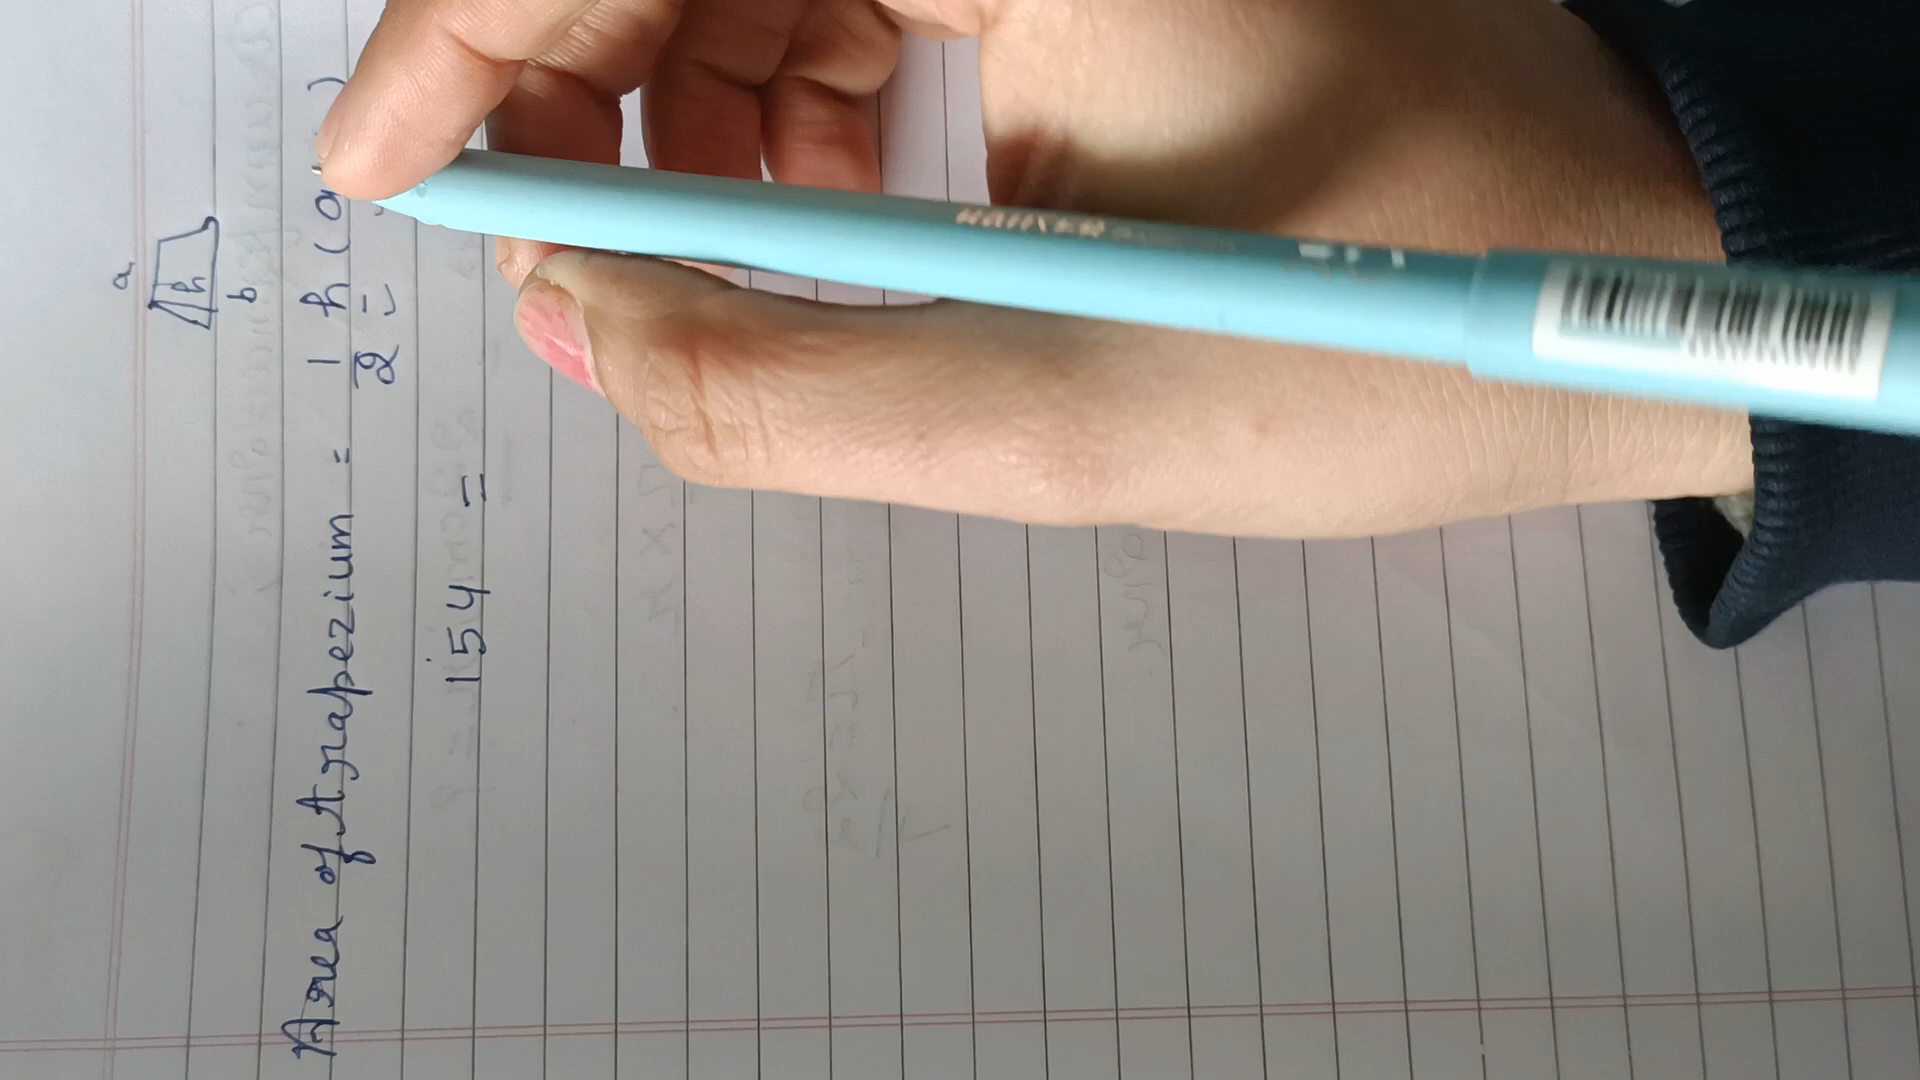 a
h
b
Area of A trapezium = 1/2 h (a )
154 =